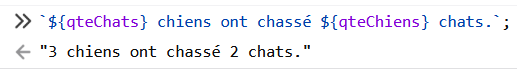 ≫ `${qteChats} chiens ont chassé ${qteChiens} chats.`;
← "3 chiens ont chassé 2 chats."